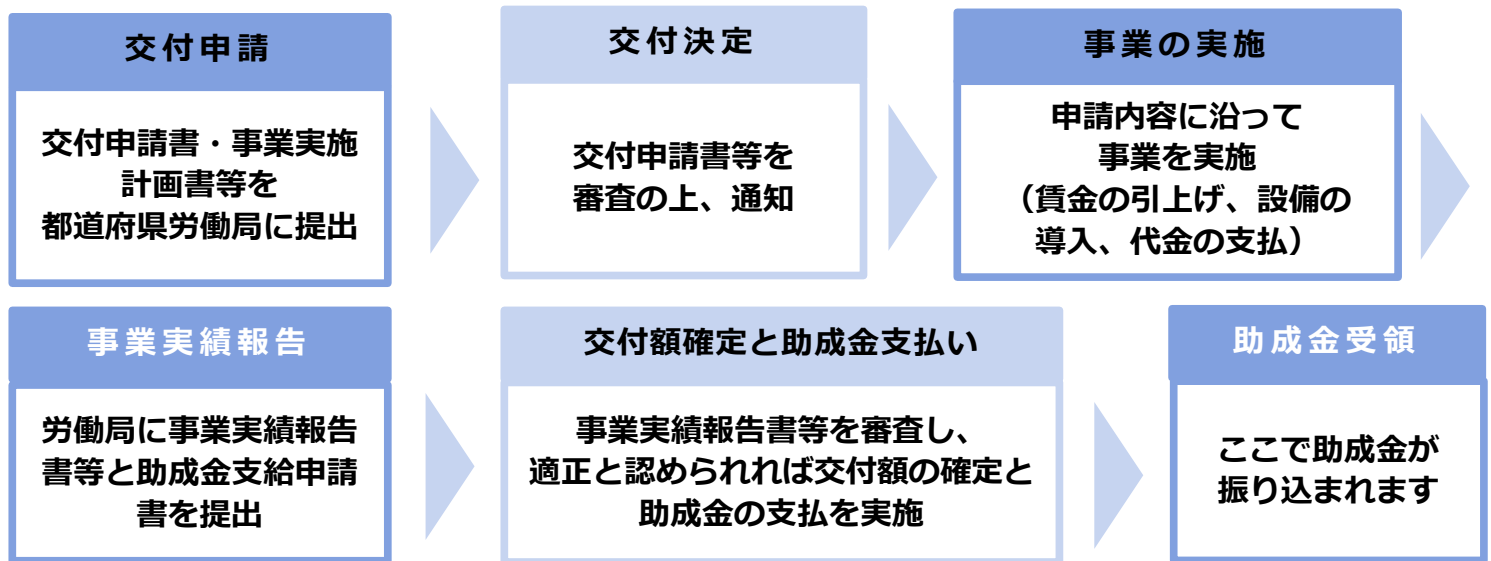 交付申請
交付申請書・事業実施
計画書等を
都道府県労働局に提出
交付決定
交付申請書等を
審査の上、通知
事業の実施
申請内容に沿って
事業を実施
（賃金の引上げ、設備の
導入、代金の支払）
事業実績報告
労働局に事業実績報告
書等と助成金支給申請
書を提出
交付額確定と助成金支払い
事業実績報告書等を審査し、
適正と認められれば交付額の確定と
助成金の支払を実施
助成金受領
ここで助成金が
振り込まれます